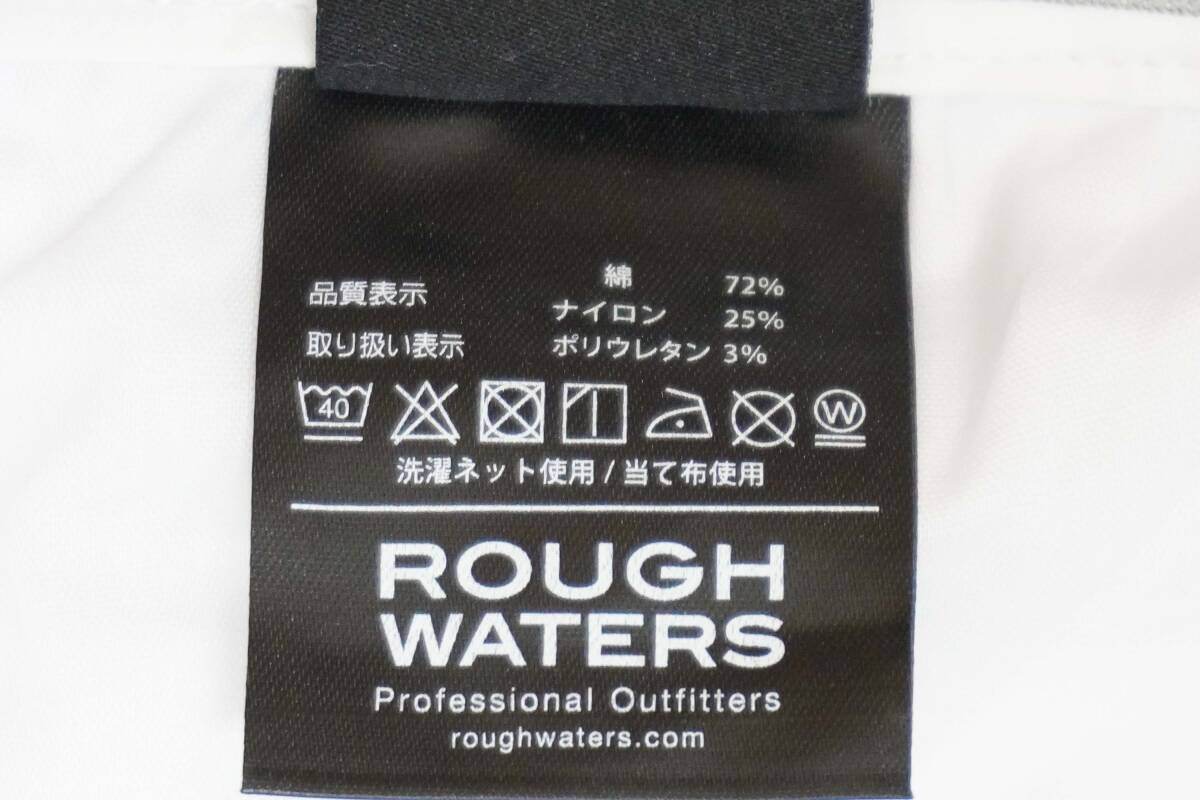 品質表示
取り扱い表示
綿 72%
ナイロン 25%
ポリウレタン 3%
40
W
洗濯ネット使用 / 当て布使用
ROUGH
WATERS
Professional Outfitters
roughwaters.com